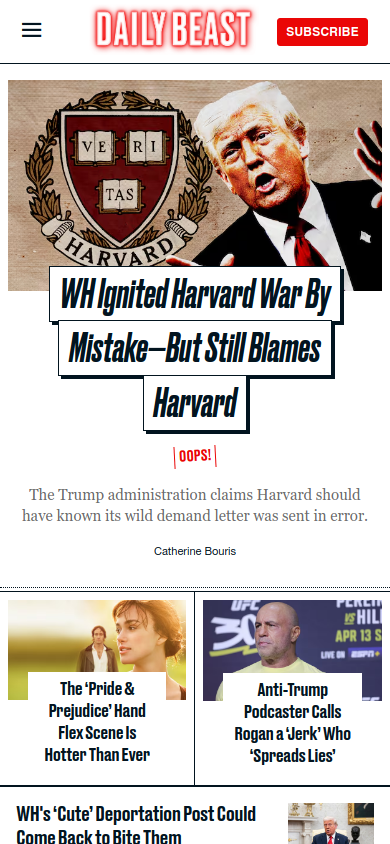 DAILY BEAST
SUBSCRIBE
VE RI
TAS
HARVARD
WH Ignited Harvard War By
Mistake—But Still Blames
Harvard
OOPS!
The Trump administration claims Harvard should
have known its wild demand letter was sent in error.
Catherine Bouris
UFC
30
VS HIL
APR 13 S
LIVE ON ESPN+
The ‘Pride &
Prejudice’ Hand
Flex Scene Is
Hotter Than Ever
Anti-Trump
Podcaster Calls
Rogan a ‘Jerk’ Who
‘Spreads Lies’
WH's ‘Cute’ Deportation Post Could
Come Back to Bite Them